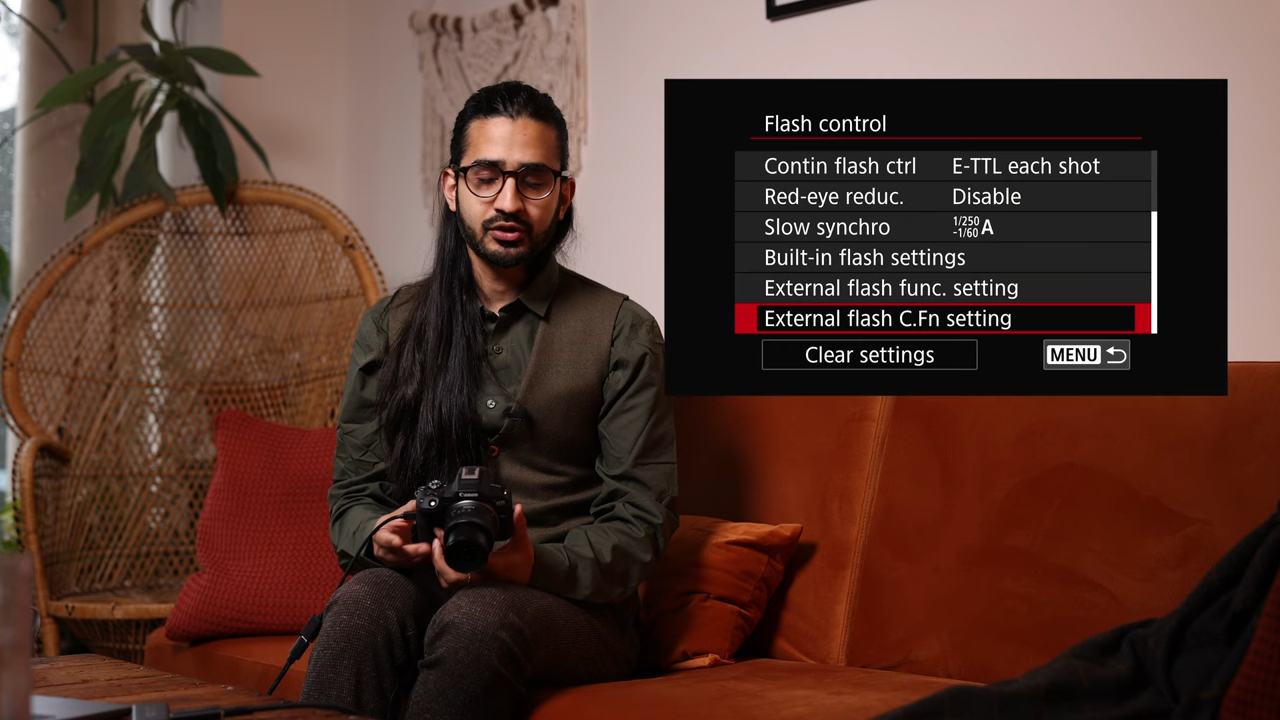 Flash control
Contin flash ctrl E-TTL each shot
Red-eye reduc. Disable
Slow synchro 1/250-1/60 A
Built-in flash settings
External flash func. setting
External flash C.Fn setting
Clear settings MENU
Canon